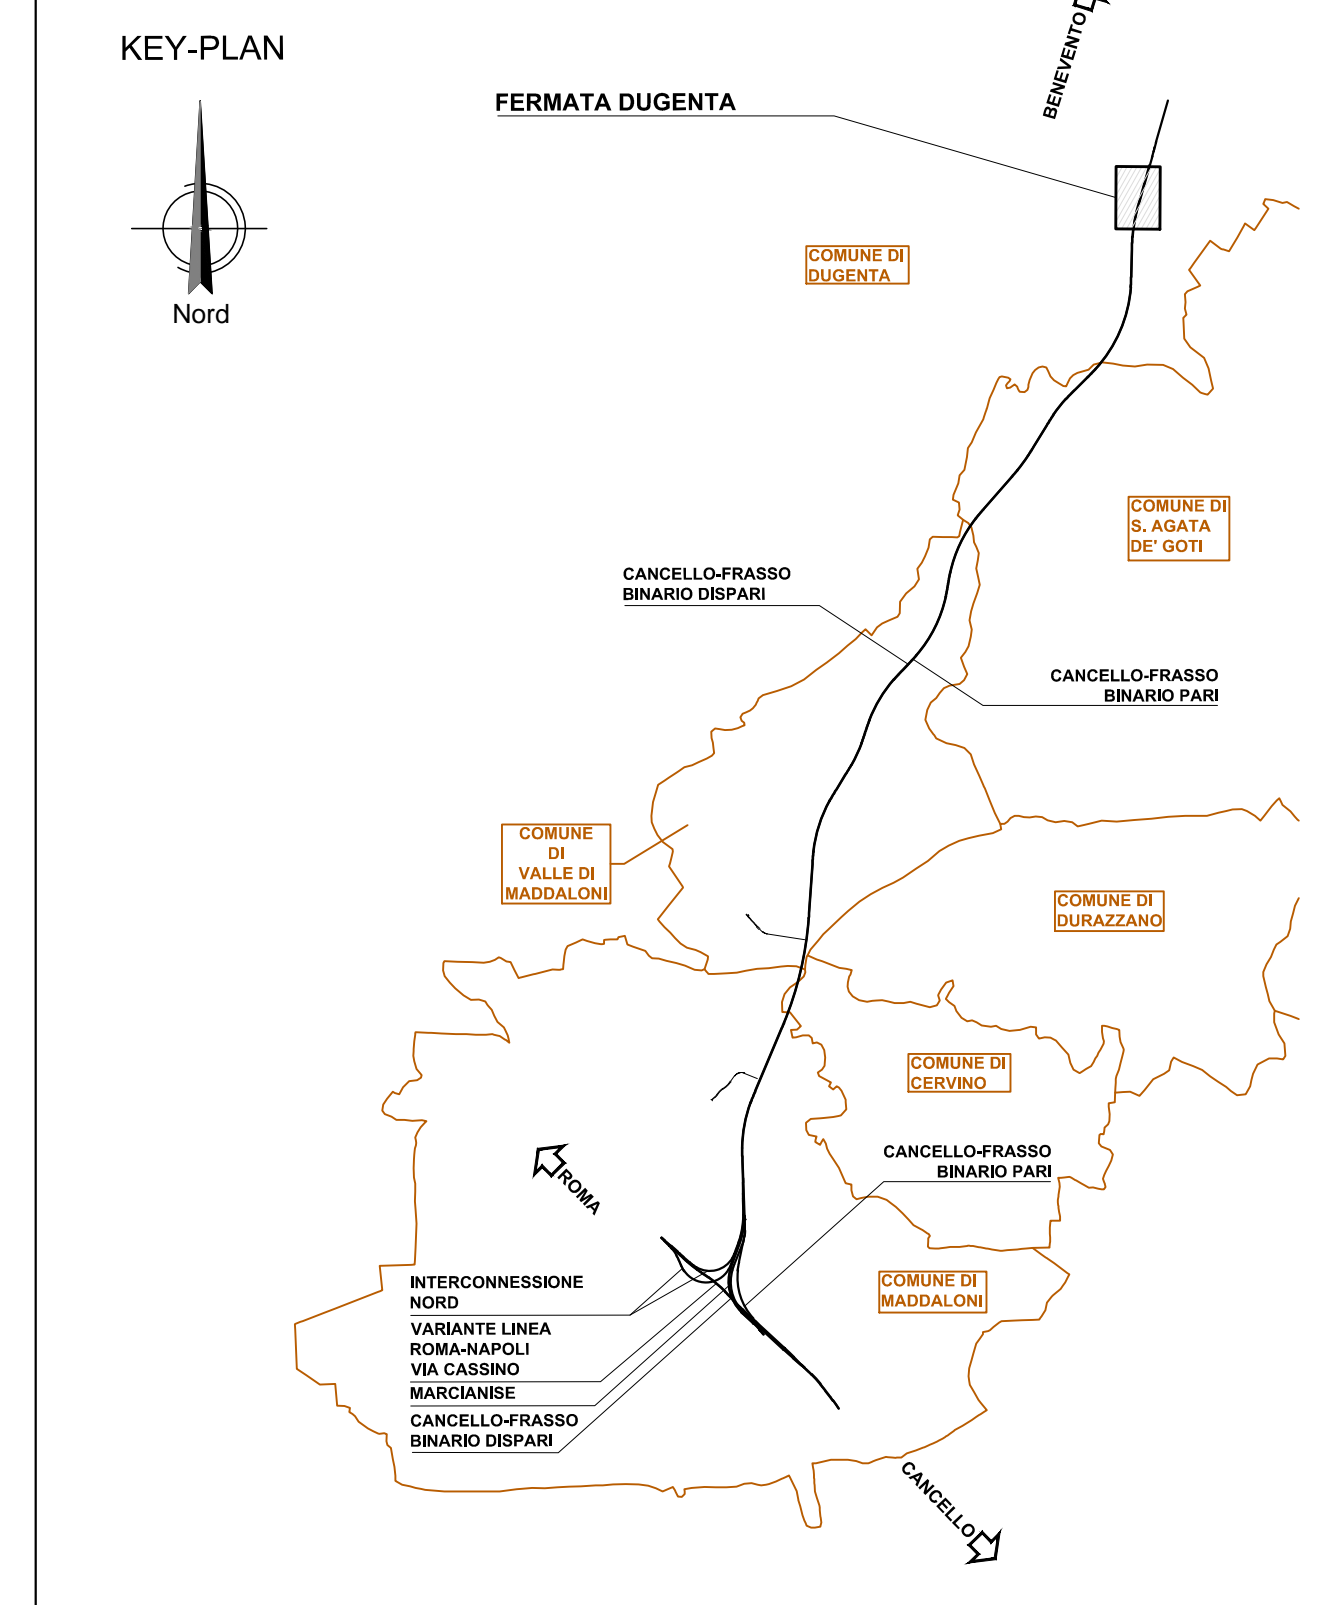 KEY-PLAN
BENEVENTO
FERMATA DUGENTA
Nord
COMUNE DI
DUGENTA
COMUNE DI
S. AGATA
DE' GOTI
CANCELLO-FRASSO
BINARIO DISPARI
CANCELLO-FRASSO
BINARIO PARI
COMUNE
DI
VALLE DI
MADDALONI
COMUNE DI
DURAZZANO
COMUNE DI
CERVINO
CANCELLO-FRASSO
BINARIO PARI
ROMA
INTERCONNESSIONE
NORD
COMUNE DI
MADDALONI
VARIANTE LINEA
ROMA-NAPOLI
VIA CASSINO
MARCIANISE
CANCELLO-FRASSO
BINARIO DISPARI
CANCELLO